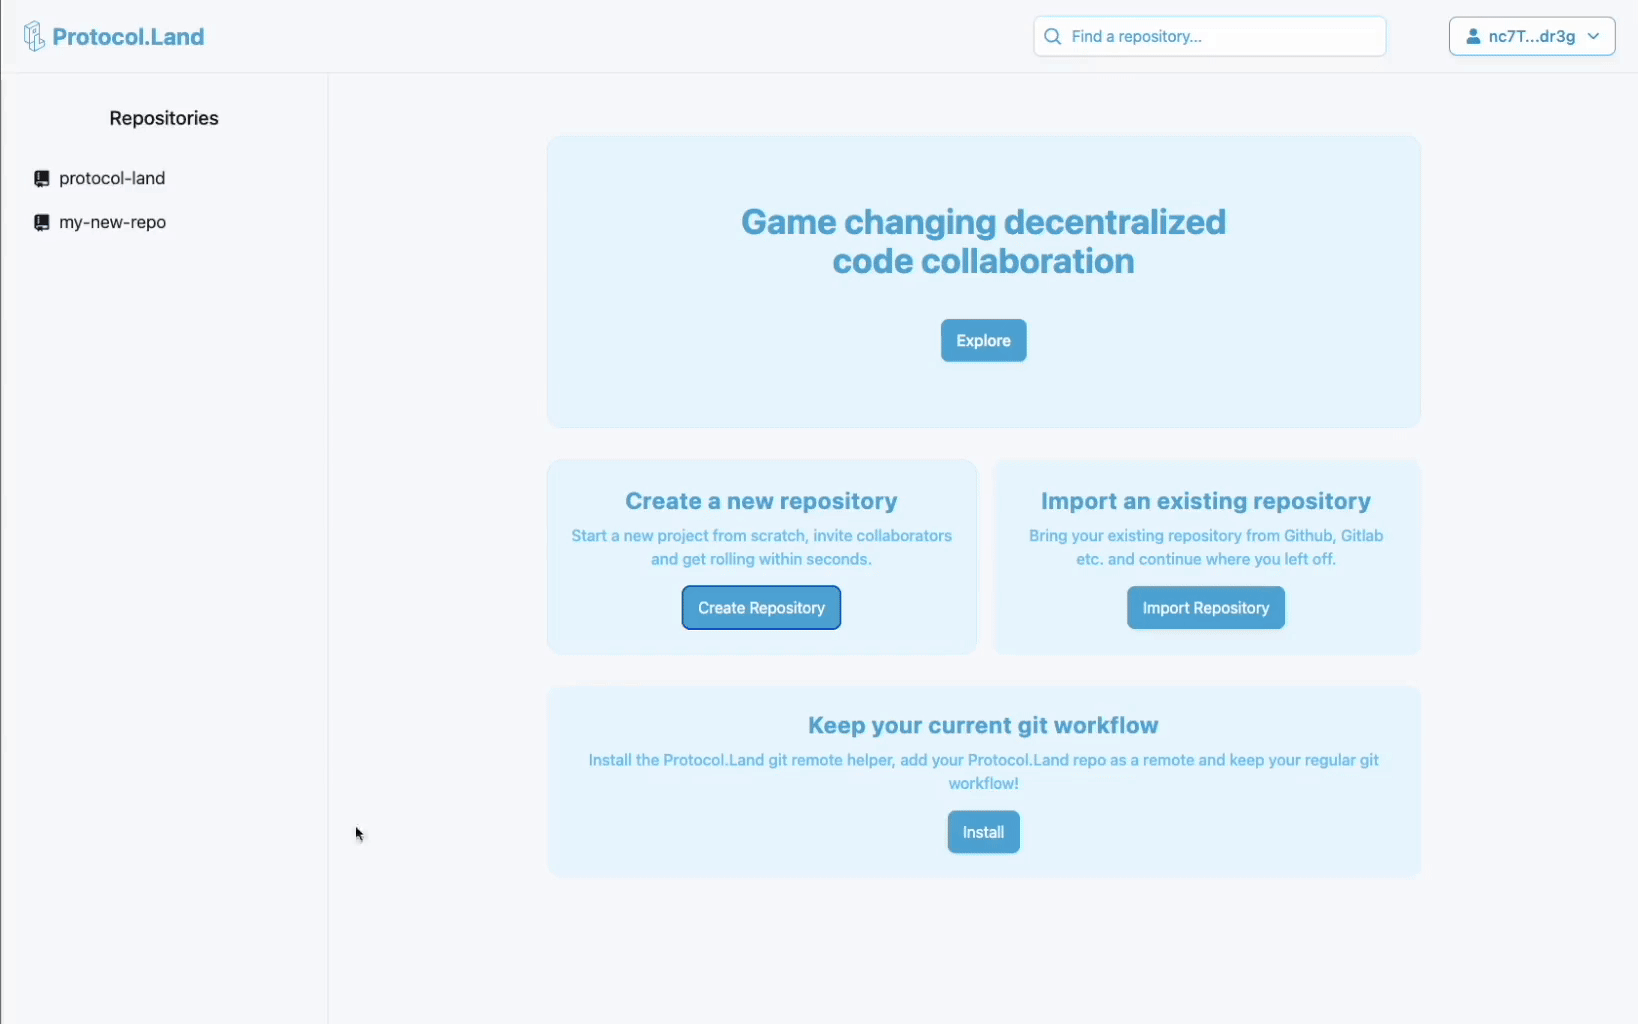 Protocol.Land
Find a repository...
nc7T...dr3g
Repositories
protocol-land
my-new-repo
Game changing decentralized
code collaboration
Explore
Create a new repository
Start a new project from scratch, invite collaborators
and get rolling within seconds.
Create Repository
Import an existing repository
Bring your existing repository from Github, Gitlab
etc. and continue where you left off.
Import Repository
Keep your current git workflow
Install the Protocol.Land git remote helper, add your Protocol.Land repo as a remote and keep your regular git
workflow!
Install